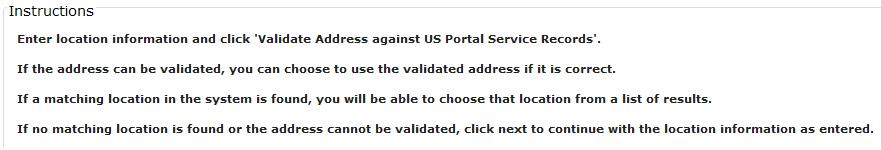 Instructions
Enter location information and click 'Validate Address against US Portal Service Records'.
If the address can be validated, you can choose to use the validated address if it is correct.
If a matching location in the system is found, you will be able to choose that location from a list of results.
If no matching location is found or the address cannot be validated, click next to continue with the location information as entered.